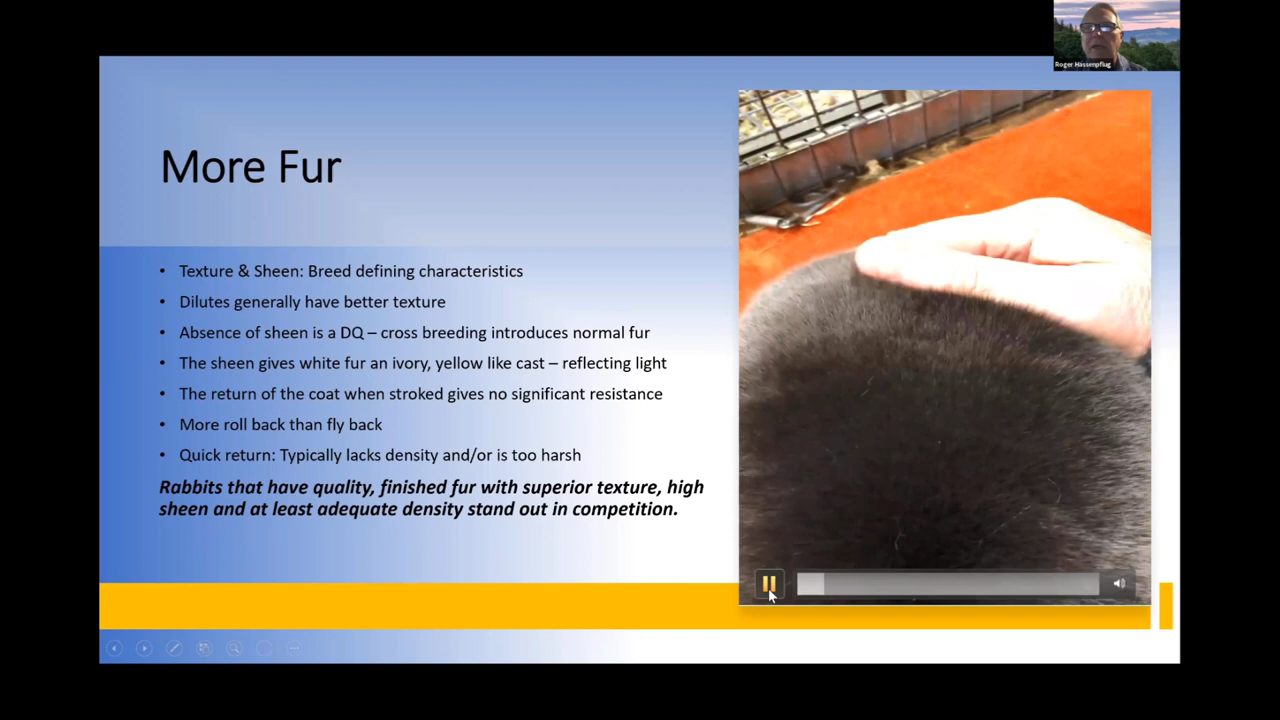 Roger Hassenpflug
More Fur
• Texture & Sheen: Breed defining characteristics
• Dilutes generally have better texture
• Absence of sheen is a DQ – cross breeding introduces normal fur
• The sheen gives white fur an ivory, yellow like cast – reflecting light
• The return of the coat when stroked gives no significant resistance
• More roll back than fly back
• Quick return: Typically lacks density and/or is too harsh
Rabbits that have quality, finished fur with superior texture, high
sheen and at least adequate density stand out in competition.